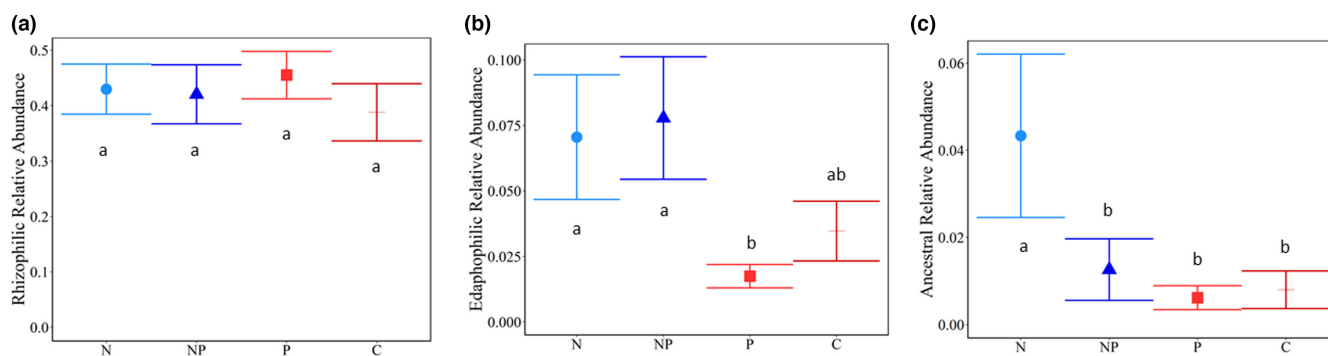 (a)
Rhizophilic Relative Abundance
0.5
0.4
0.3
0.2
0.1
0.0
a
a
a
a
N NP P C
(b)
Edaphophilic Relative Abundance
0.100
0.075
0.050
0.025
0.000
a
a
b
ab
N NP P C
(c)
Ancestral Relative Abundance
0.06
0.04
0.02
0.00
a
b
b
b
N NP P C